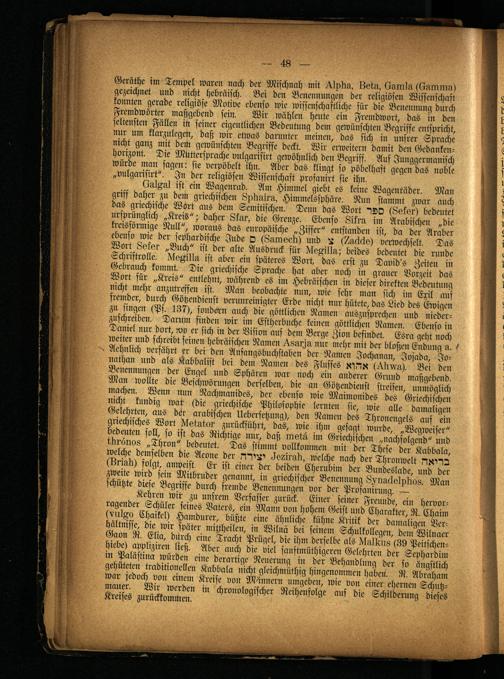 — 48 —
Geräthe im Tempel waren nach der Mischnah mit Alpha, Beta, Gamla (Gamma)
gezeichnet und nicht hebräisch. Bei den Benennungen der religiösen Wissenschaft
konnten gerade religiöse Motive ebenso wie wissenschaftliche für die Benennung durch
Fremdwörter maßgebend sein. Wir wählen heute ein Fremdwort, das in den
seltensten Fällen in seiner eigentlichen Bedeutung dem gewünschten Begriffe entspricht,
nur um klarzulegen, daß wir etwas darunter meinen, das sich in unsrer Sprache
nicht ganz mit dem gewünschten Begriffe deckt. Wir erweitern damit den Gedanken-
horizont. Die Muttersprache vulgarisirt gewöhnlich den Begriff. Auf Junggermanisch
würde man sagen: sie verpöbelt ihn. Aber das klingt so pöbelhaft gegen das noble
„vulgarisirt“. In der religiösen Wissenschaft profanirt sie ihn.
Galgal ist ein Wagenrad. Am Himmel giebt es keine Wagenräder. Man
griff daher zu dem griechischen Sphaira, Himmelssphäre. Nun stammt zwar auch
das griechische Wort aus dem Semitischen. Denn das Wort ספר (Sefer) bedeutet
ursprünglich „Kreis“; daher Sfar, die Grenze. Ebenso Sifra im Arabischen „die
kreisförmige Null“, woraus das europäische „Ziffer“ entstanden ist, da der Araber
ebenso wie der sephardische Jude ס (Samech) und צ (Zadde) verwechselt. Das
Wort Sefer „Buch“ ist der alte Ausdruck für Megilla; beides bedeutet die runde
Schriftrolle. Megilla ist aber ein späteres Wort, das erst zu David's Zeiten in
Gebrauch kommt. Die griechische Sprache hat aber noch in grauer Vorzeit das
Wort für „Kreis“ entlehnt, während es im Hebräischen in dieser direkten Bedeutung
nicht mehr anzutreffen ist. Man beobachte nun, wie sehr man sich im Exil auf
fremder, durch Götzendienst verunreinigter Erde nicht nur hütete, das Lied des Ewigen
zu singen (Pf. 137), sondern auch die göttlichen Namen auszusprechen und nieder-
zuschreiben. Darum finden wir im Estherbuche keinen göttlichen Namen. Ebenso in
Daniel nur dort, wo er sich in der Vision auf dem Berge Zion befindet. Esra geht noch
weiter und schreibt seinen hebräischen Namen Asarja nur mehr mit der bloßen Endung a.
Aehnlich verfährt er bei den Anfangsbuchstaben der Namen Jochanan, Jojada, Jo-
nathan und als Kabbalist bei dem Namen des Flusses אהוא (Ahwa). Bei den
Benennungen der Engel und Sphären war noch ein anderer Grund maßgebend.
Man wollte die Beschwörungen derselben, die an Götzendienst streifen, unmöglich
machen. Wenn nun Nachmanides, der ebenso wie Maimonides des Griechischen
nicht kundig war (die griechische Philosophie lernten sie, wie alle damaligen
Gelehrten, aus der arabischen Uebersetzung), den Namen des Thronengels auf ein
griechisches Wort Metator zurückführt, das, wie ihm gesagt wurde, „Wegweiser“
bedeuten soll, so ist das Richtige nur, daß metá im Griechischen „nachfolgend“ und
thrónos „Thron“ bedeutet. Das stimmt vollkommen mit der These der Kabbala,
welche demselben die Aeone der יצירה Jezirah, welche nach der Thronwelt בריאה
(Briah) folgt, anweist. Er ist einer der beiden Cherubim der Bundeslade, und der
zweite wird sein Mitbruder genannt, in griechischer Benennung Synadelphos. Man
schützte diese Begriffe durch fremde Benennungen vor der Profanirung. —
Kehren wir zu unsrem Verfasser zurück. Einer seiner Freunde, ein hervor-
ragender Schüler seines Vaters, ein Mann von hohem Geist und Charakter, R. Chaim
(vulgo Chaikel) Hamdurer, büßte eine ähnliche kühne Kritik der damaligen Ver-
hältnisse, die wir später mittheilen, in Wilna bei seinem Schulkollegen, dem Wilnaer
Gaon R. Elia, durch eine Tracht Prügel, die ihm derselbe als Malkus (39 Peitschen-
hiebe) appliziren ließ. Aber auch die viel sanftmüthigeren Gelehrten der Sephardim
in Palästina würden eine derartige Neuerung in der Behandlung der so ängstlich
gehüteten traditionellen Kabbala nicht gleichmüthig hingenommen haben. R. Abraham
war jedoch von einem Kreise von Männern umgeben, wie von einer ehernen Schutz-
mauer. Wir werden in chronologischer Reihenfolge auf die Schilderung dieses
Kreises zurückkommen.